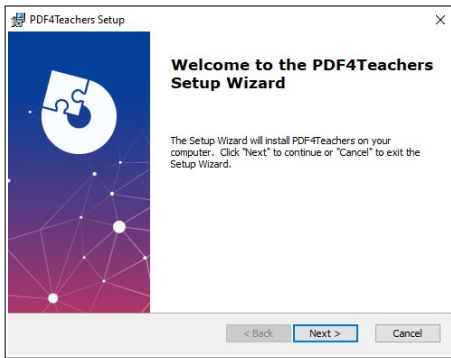 PDF4Teachers Setup
Welcome to the PDF4Teachers
Setup Wizard
The Setup Wizard will install PDF4Teachers on your
computer. Click "Next" to continue or "Cancel" to exit the
Setup Wizard.
< Back Next > Cancel